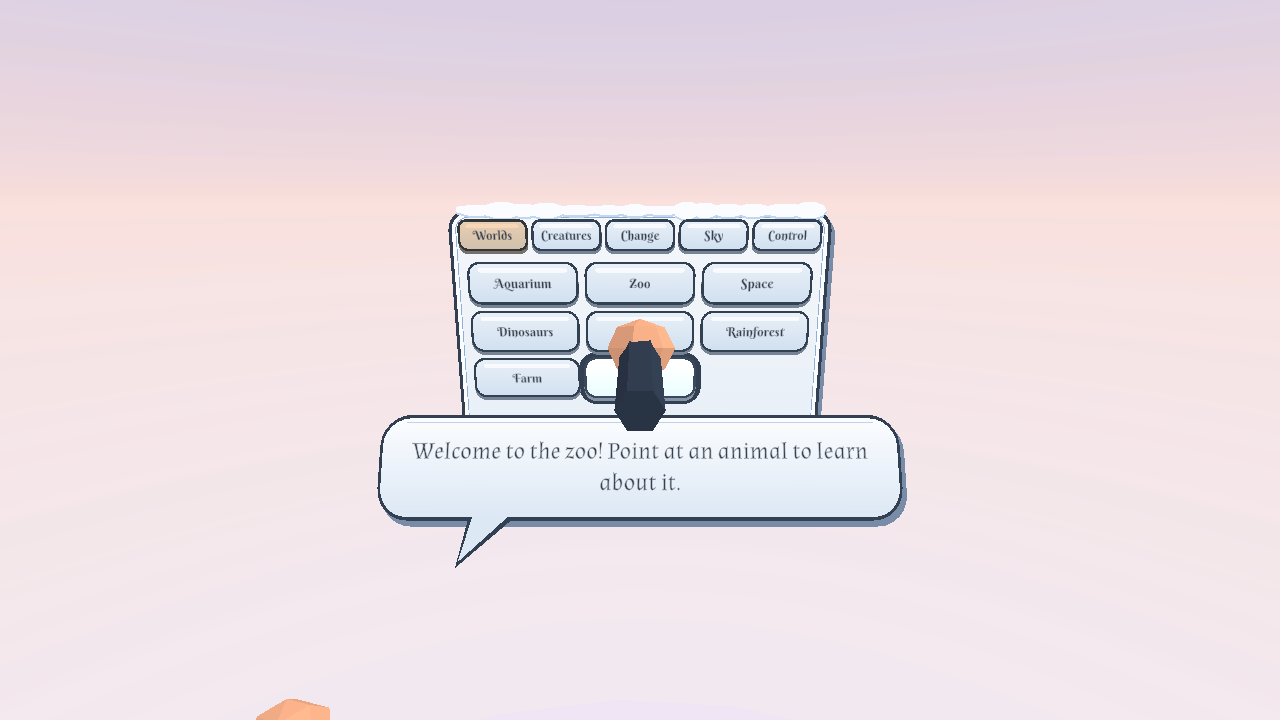 Worlds Creatures Change Sky Control
Aquarium Zoo Space
Dinosaurs Rainforest
Farm
Welcome to the zoo! Point at an animal to learn
about it.